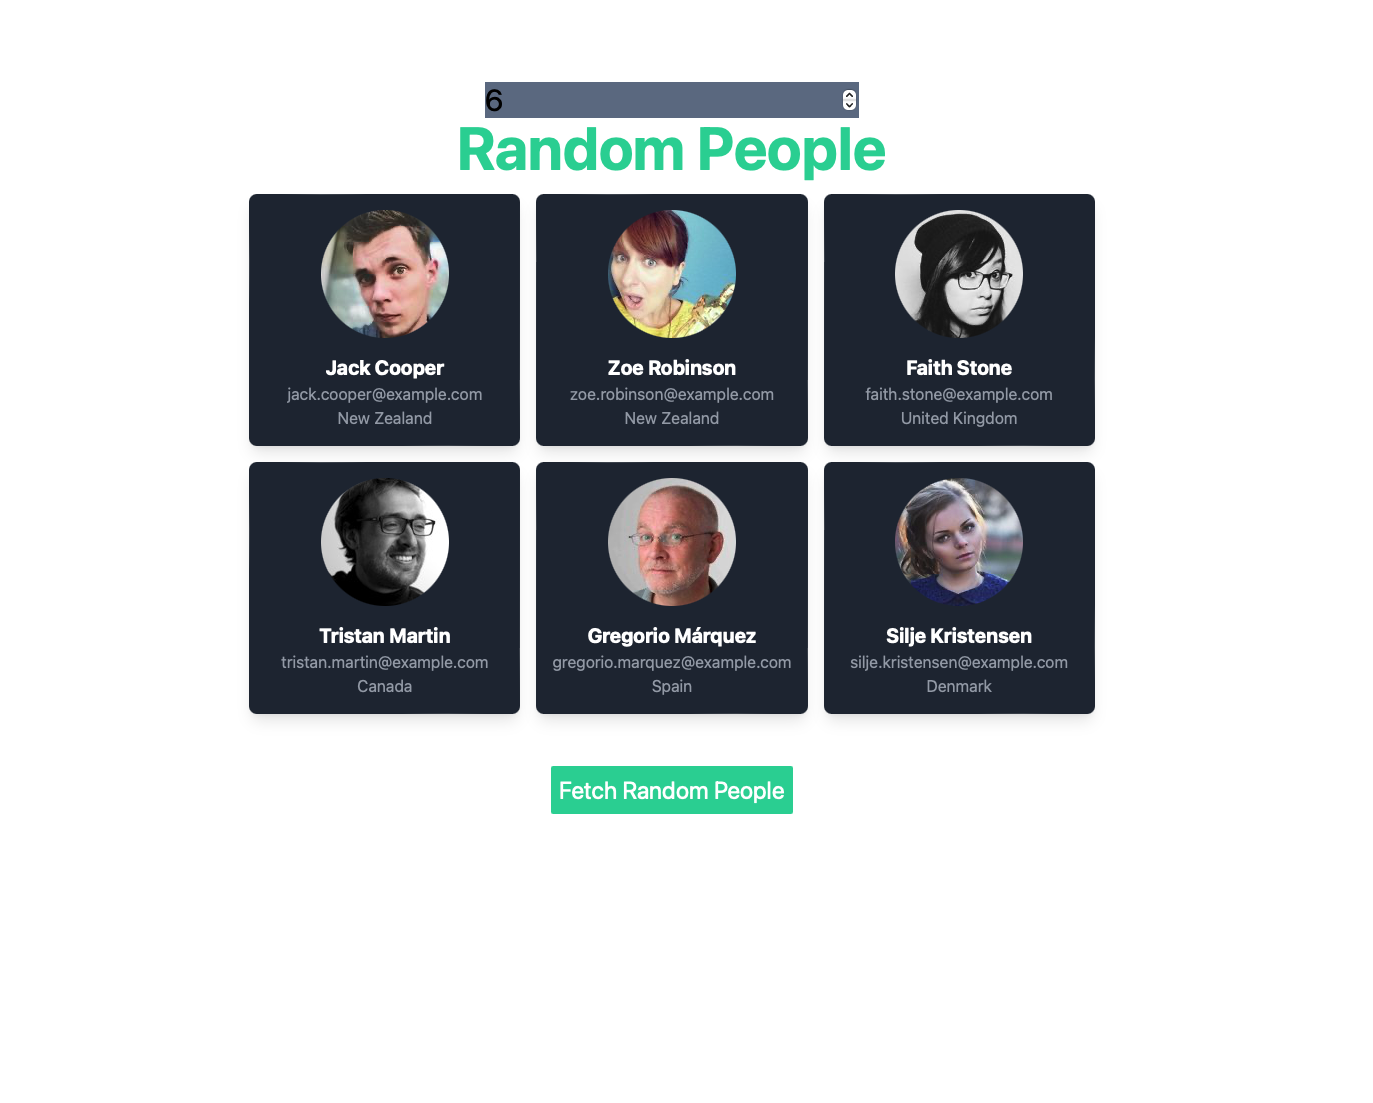 6
Random People
Jack Cooper
jack.cooper@example.com
New Zealand
Zoe Robinson
zoe.robinson@example.com
New Zealand
Faith Stone
faith.stone@example.com
United Kingdom
Tristan Martin
tristan.martin@example.com
Canada
Gregorio Márquez
gregorio.marquez@example.com
Spain
Silje Kristensen
silje.kristensen@example.com
Denmark
Fetch Random People